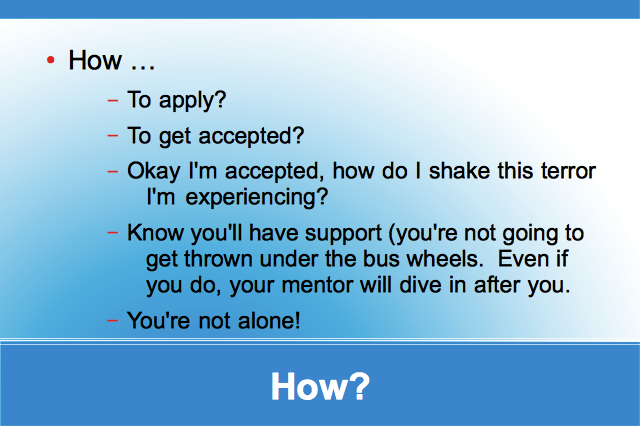 • How …
– To apply?
– To get accepted?
– Okay I'm accepted, how do I shake this terror
I'm experiencing?
– Know you'll have support (you're not going to
get thrown under the bus wheels.  Even if
you do, your mentor will dive in after you.
– You're not alone!
How?